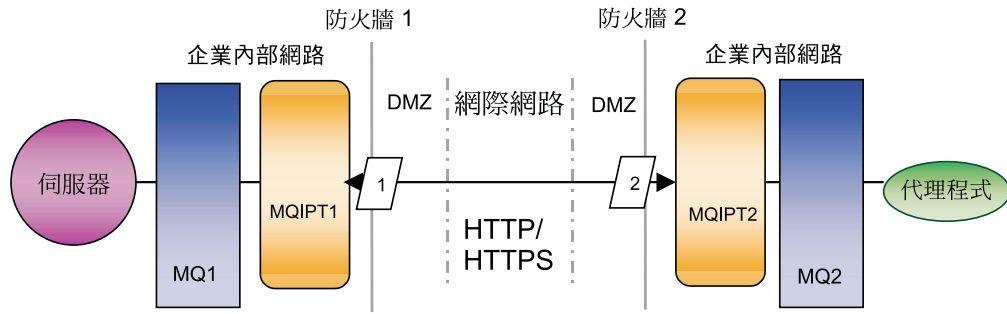 防火牆 1
防火牆 2
企業內部網路
企業內部網路
DMZ
網際網路
DMZ
伺服器
1
2
代理程式
MQIPT1
MQIPT2
HTTP/
HTTPS
MQ1
MQ2